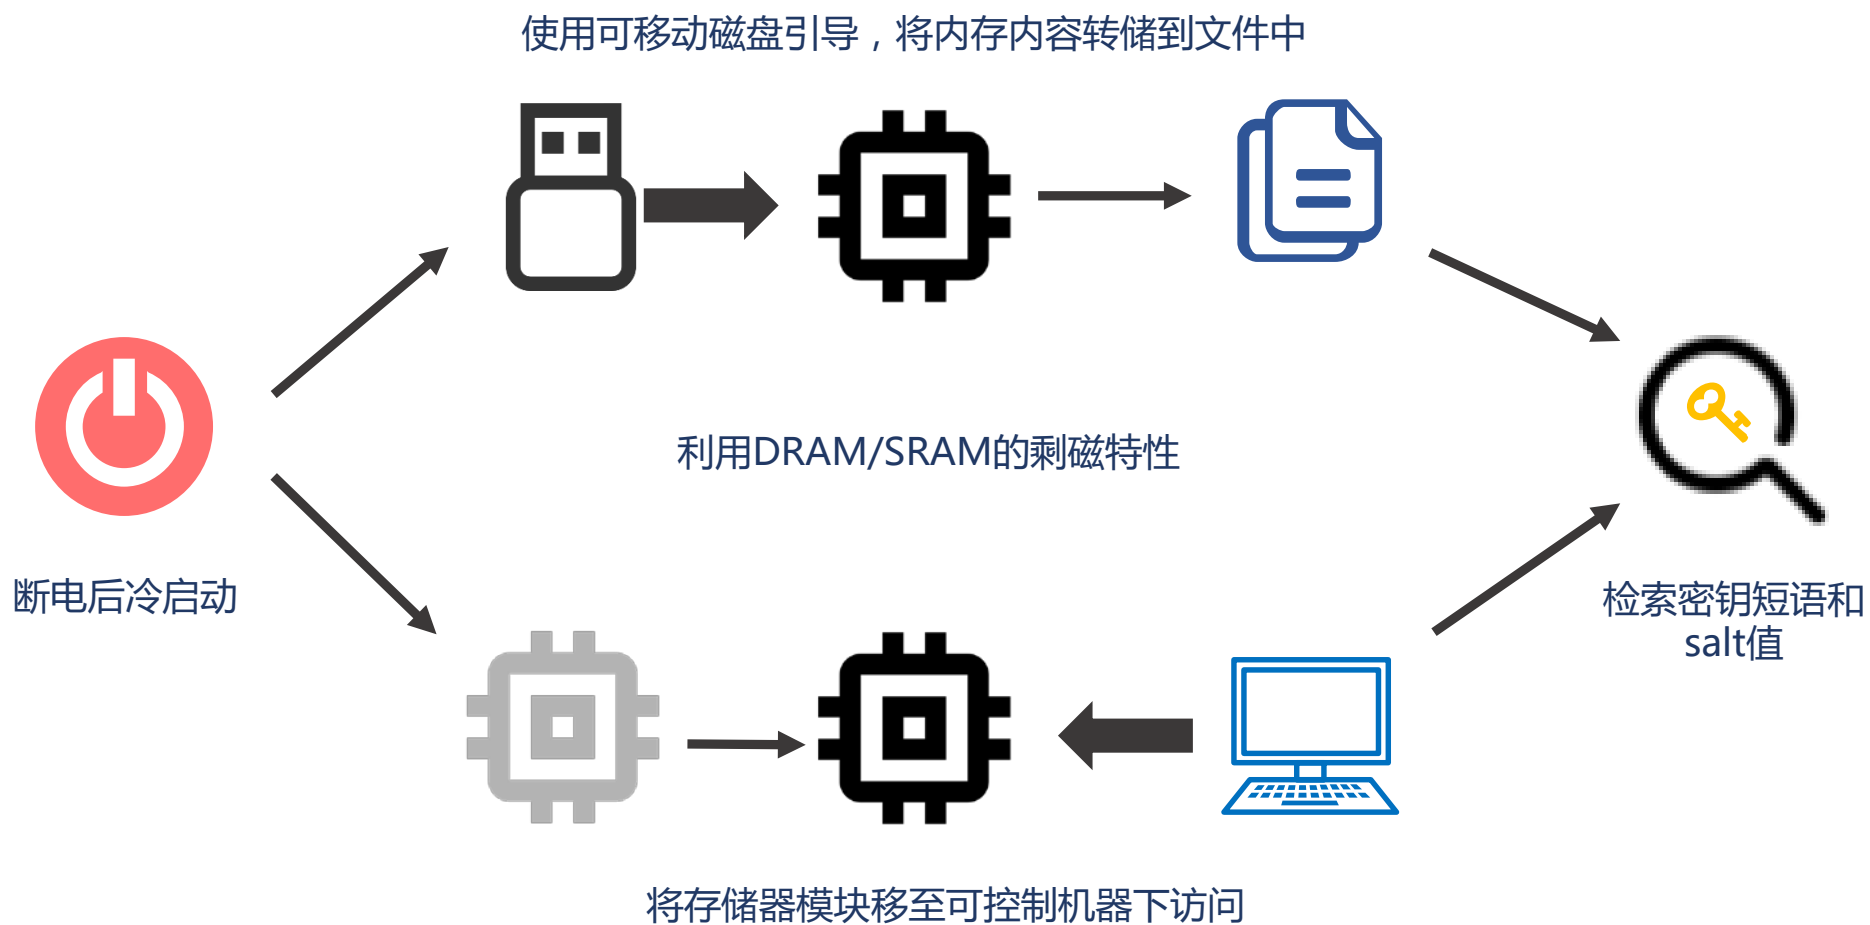 使用可移动磁盘引导，将内存内容转储到文件中
利用DRAM/SRAM的剩磁特性
断电后冷启动
检索密钥短语和
salt值
将存储器模块移至可控制机器下访问